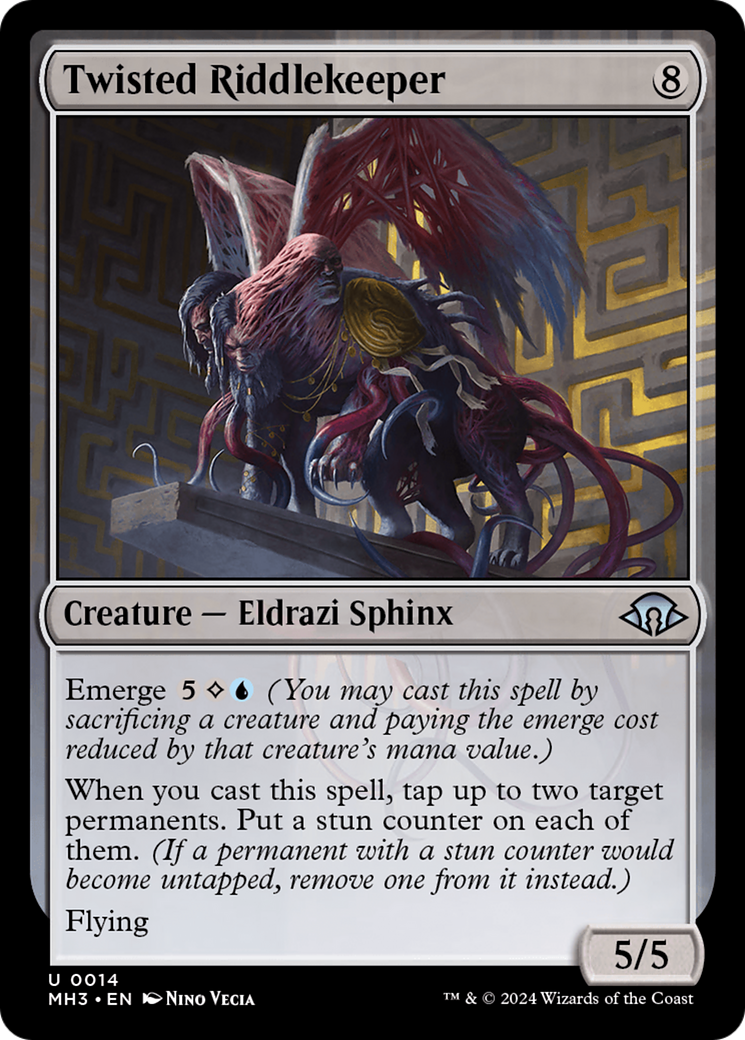 Twisted Riddlekeeper 8
Creature — Eldrazi Sphinx
Emerge 5 (You may cast this spell by
sacrificing a creature and paying the emerge cost
reduced by that creature's mana value.)
When you cast this spell, tap up to two target
permanents. Put a stun counter on each of
them. (If a permanent with a stun counter would
become untapped, remove one from it instead.)
Flying
5/5
U 0014
MH3 • EN Nino Vecia
™ & © 2024 Wizards of the Coast